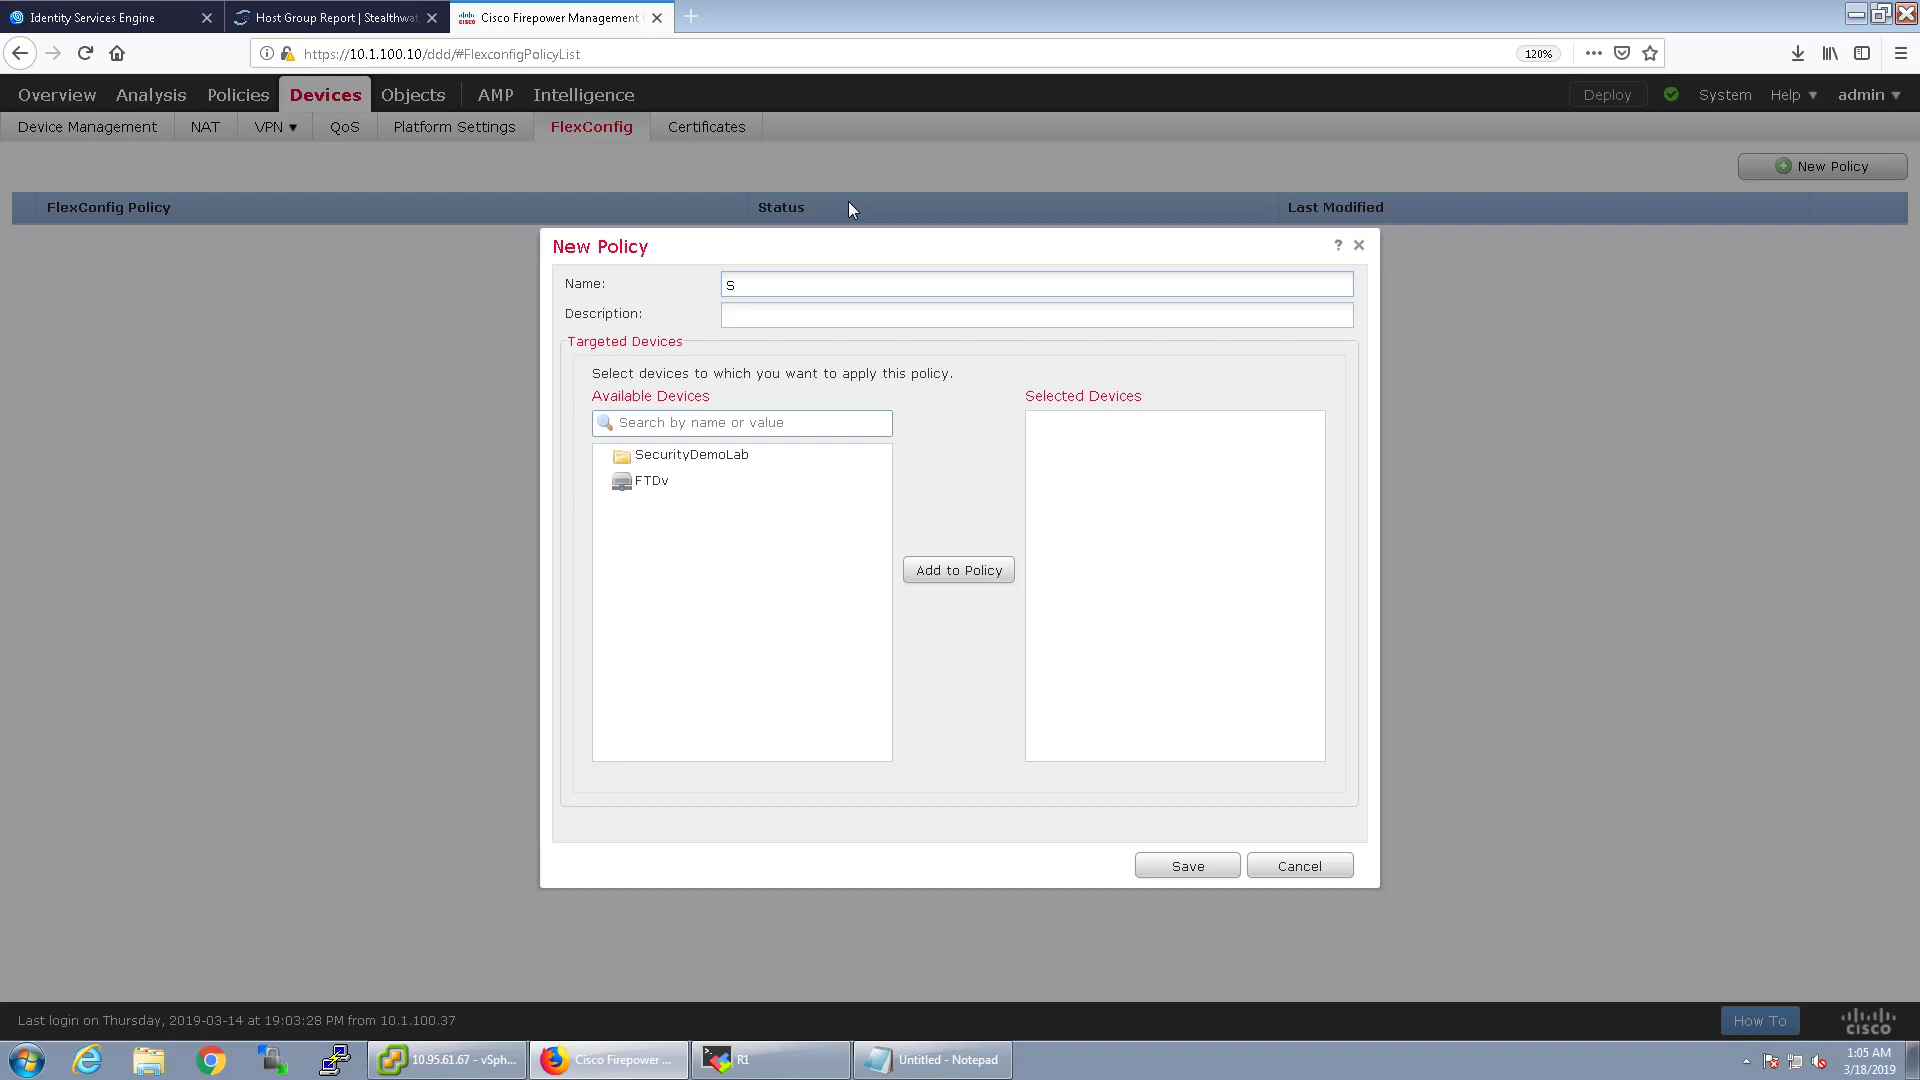 Identity Services Engine
Host Group Report | Stealthwat
Cisco Firepower Management
https://10.1.100.10/ddd/#FlexconfigPolicyList
120%
Overview Analysis Policies Devices Objects AMP Intelligence Deploy System Help admin
Device Management NAT VPN QoS Platform Settings FlexConfig Certificates
New Policy
FlexConfig Policy Status Last Modified
New Policy
?
Name: S
Description:
Targeted Devices
Select devices to which you want to apply this policy.
Available Devices Selected Devices
Search by name or value
SecurityDemoLab
FTDv
Add to Policy
Save Cancel
Last login on Thursday, 2019-03-14 at 19:03:28 PM from 10.1.100.37
How To
cisco
10.95.61.67 - vSph...
Cisco Firepower ...
R1
Untitled - Notepad
1:05 AM
3/18/2019